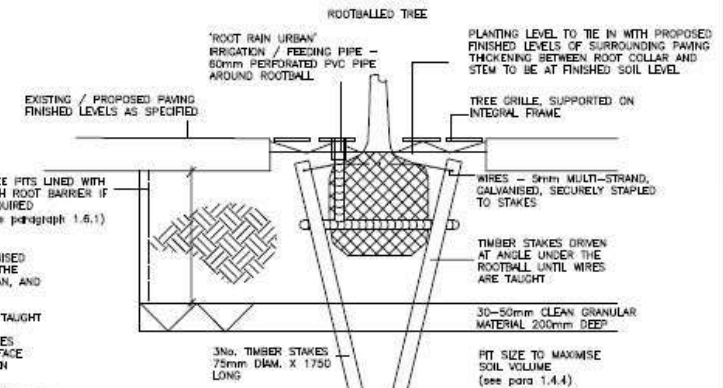 ROOTBALLED TREE
'ROOT RAIN URBAN'
IRRIGATION / FEEDING PIPE –
60mm PERFORATED PVC PIPE
AROUND ROOTBALL
PLANTING LEVEL TO TIE IN WITH PROPOSED
FINISHED LEVELS OF SURROUNDING PAVING
THICKENING BETWEEN ROOT COLLAR AND
STEM TO BE AT FINISHED SOIL LEVEL
EXISTING / PROPOSED PAVING
FINISHED LEVELS AS SPECIFIED
TREE GRILLE, SUPPORTED ON
INTEGRAL FRAME
PITS LINED WITH
ROOT BARRIER IF
(see paragraph 1.6.1)
WIRES – 5mm MULTI-STRAND,
GALVANISED, SECURELY STAPLED
TO STAKES
TIMBER STAKES DRIVEN
AT ANGLE UNDER THE
ROOTBALL UNTIL WIRES
ARE TAUGHT
AND
TAUGHT
30–50mm CLEAN GRANULAR
MATERIAL 200mm DEEP
3No. TIMBER STAKES
75mm DIAM. X 1750
LONG
PIT SIZE TO MAXIMISE
SOIL VOLUME
(see para 1.4.4)